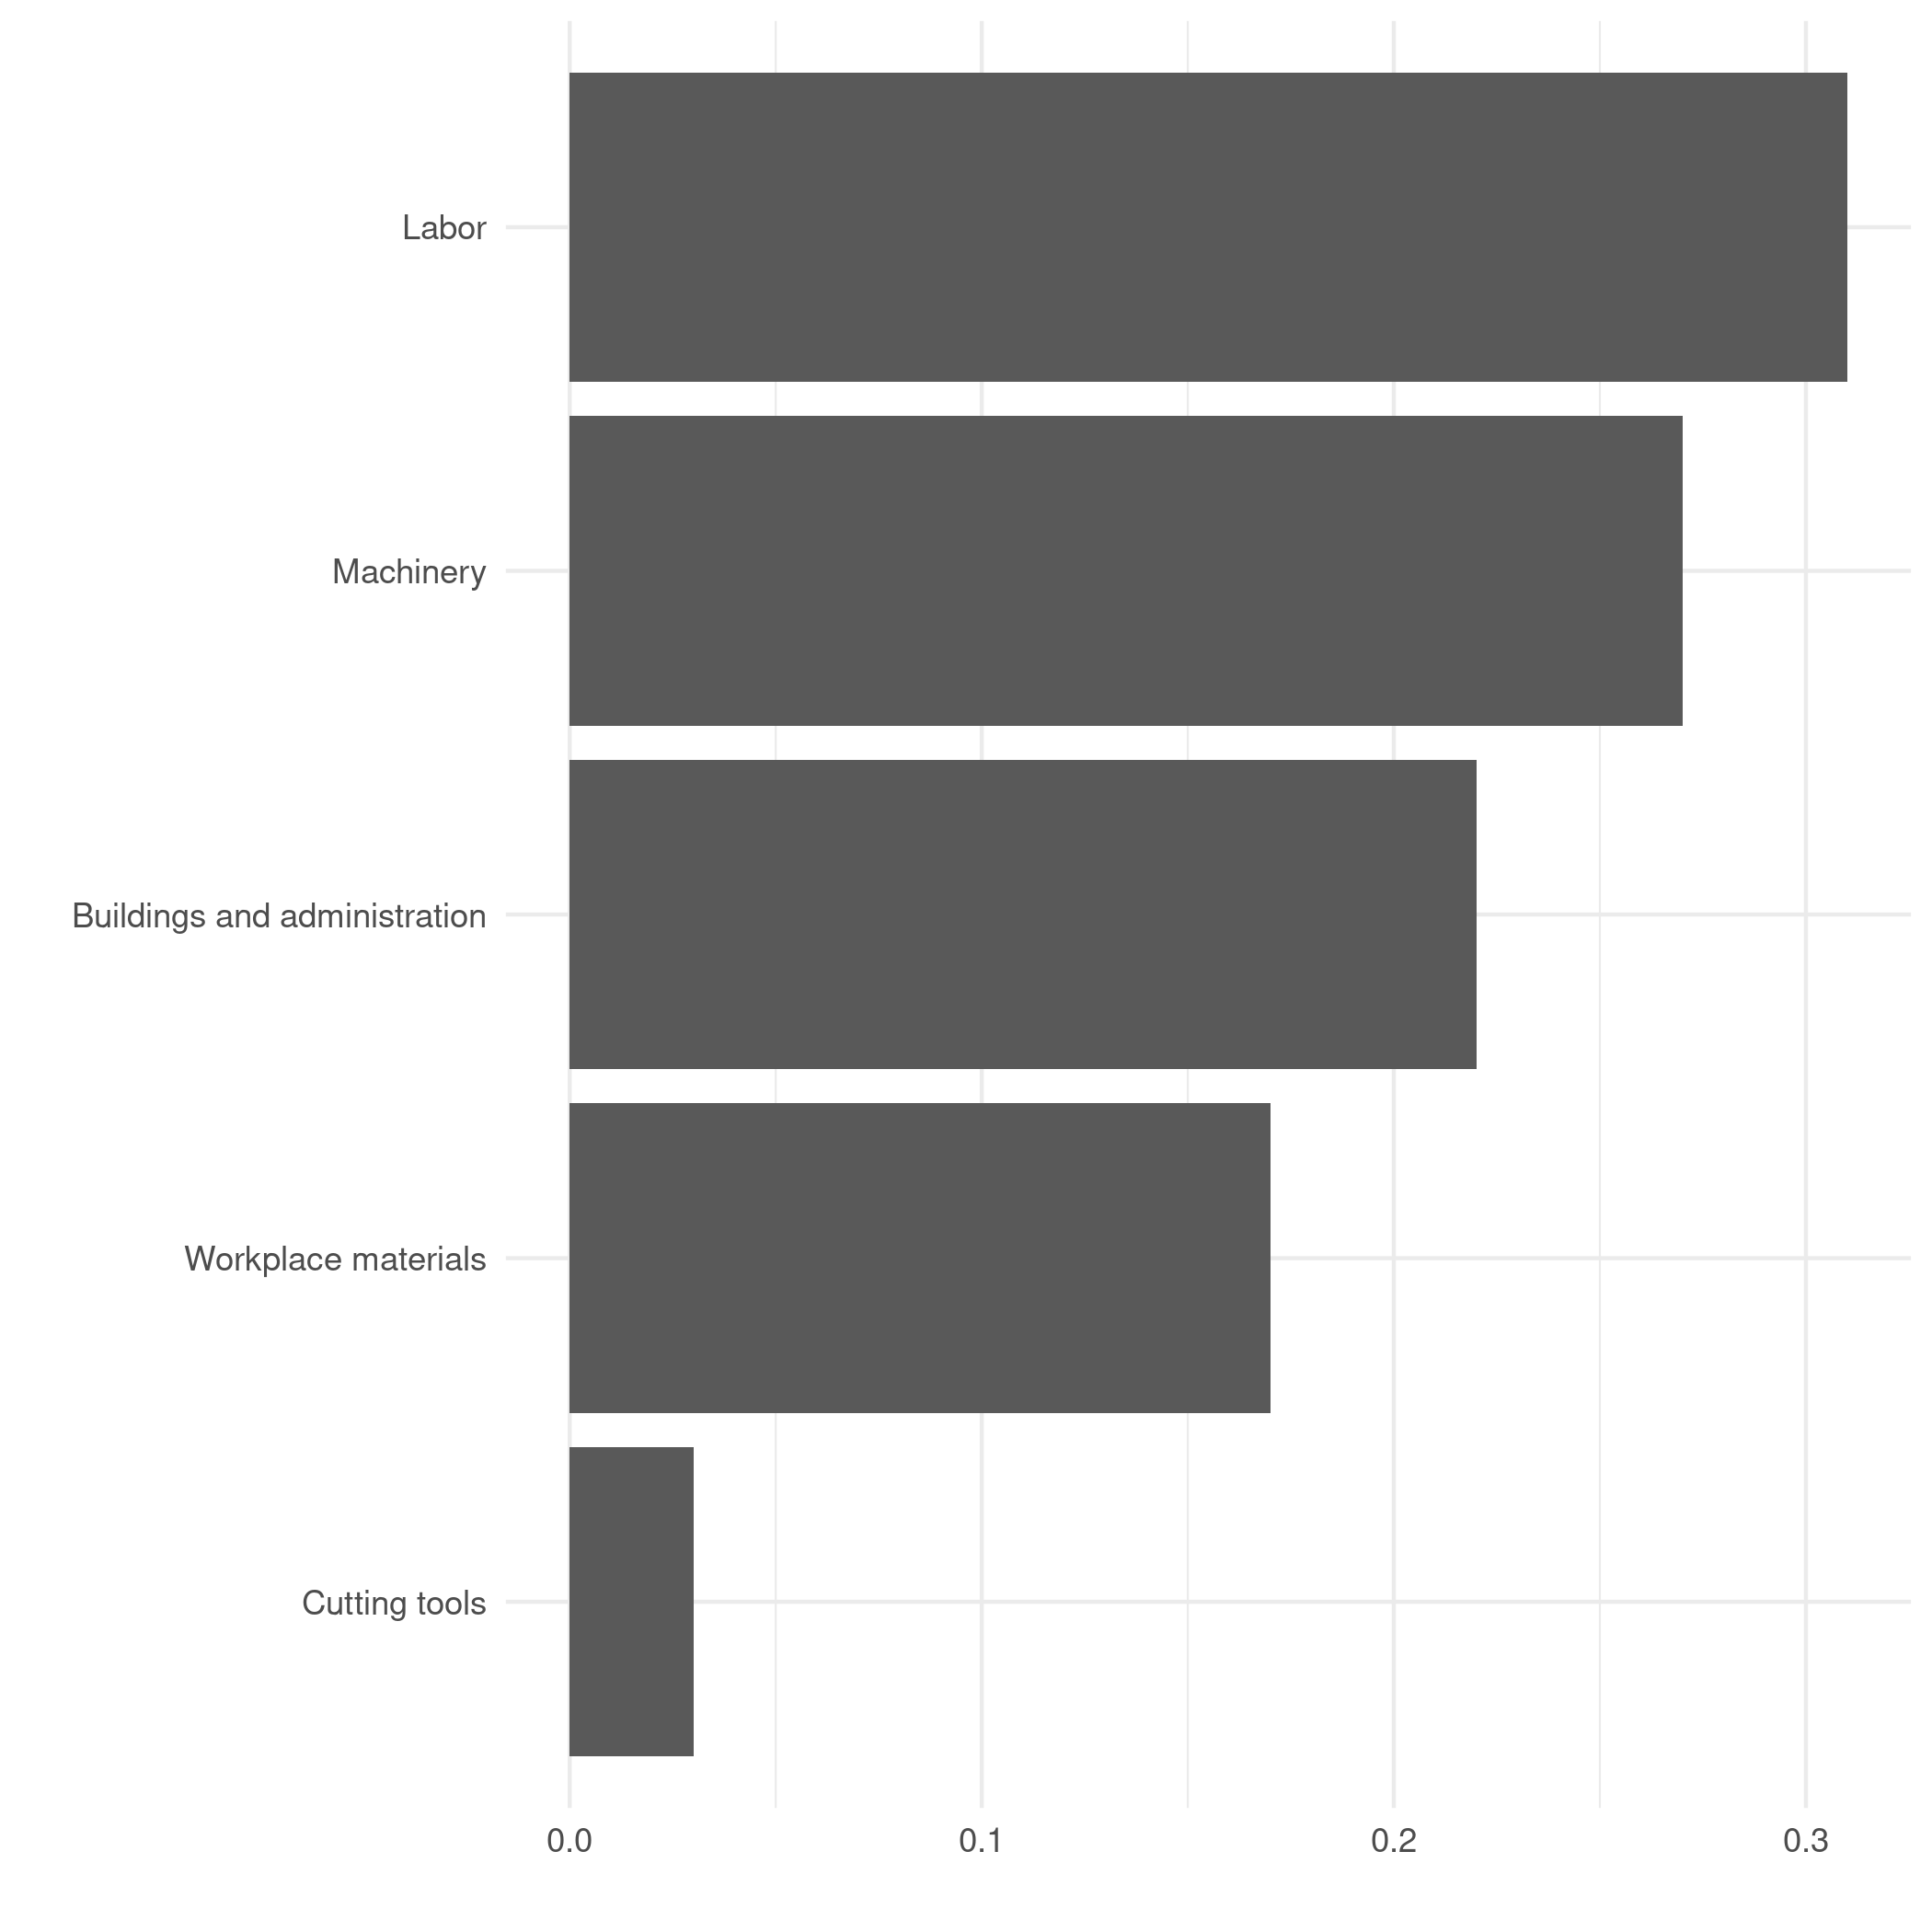 Labor
Machinery
Buildings and administration
Workplace materials
Cutting tools
0.0 0.1 0.2 0.3